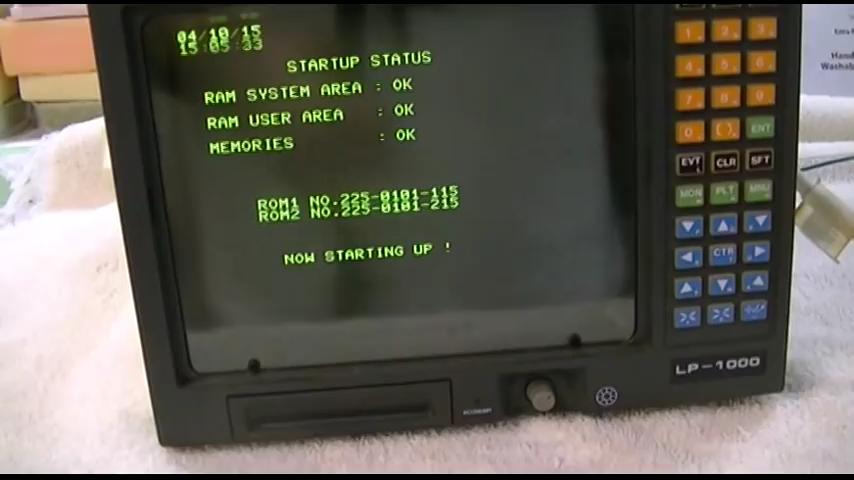 04/10/15
15:05:33
STARTUP STATUS
RAM SYSTEM AREA : OK
RAM USER AREA : OK
MEMORIES : OK
ROM1 NO.225-0101-115
ROM2 NO.225-0101-215
NOW STARTING UP !
1 2 3
4 5 6
7 8 9
0 ( ) ENT
EVT CLR SFT
MON PLT MNU
CTR
LP-1000